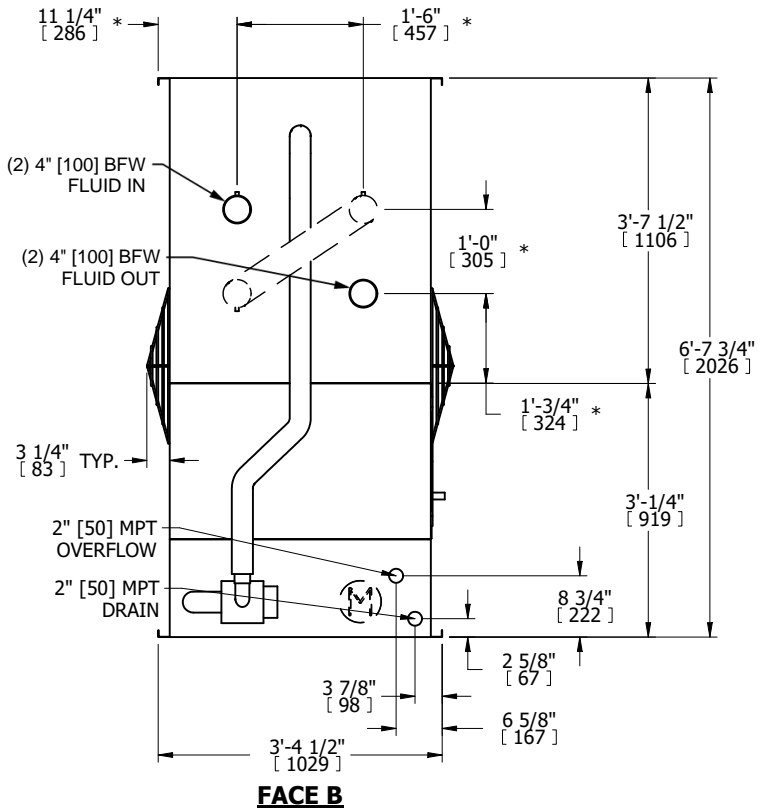 11 1/4" *
[ 286 ]
1'-6" *
[ 457 ]
(2) 4" [100] BFW
FLUID IN
(2) 4" [100] BFW
FLUID OUT
1'-0" *
[ 305 ]
3'-7 1/2"
[ 1106 ]
6'-7 3/4"
[ 2026 ]
1'-3/4" *
[ 324 ]
3 1/4" TYP.
[ 83 ]
3'-1/4"
[ 919 ]
2" [50] MPT
OVERFLOW
2" [50] MPT
DRAIN
M
8 3/4"
[ 222 ]
2 5/8"
[ 67 ]
3 7/8"
[ 98 ]
6 5/8"
[ 167 ]
3'-4 1/2"
[ 1029 ]
FACE B